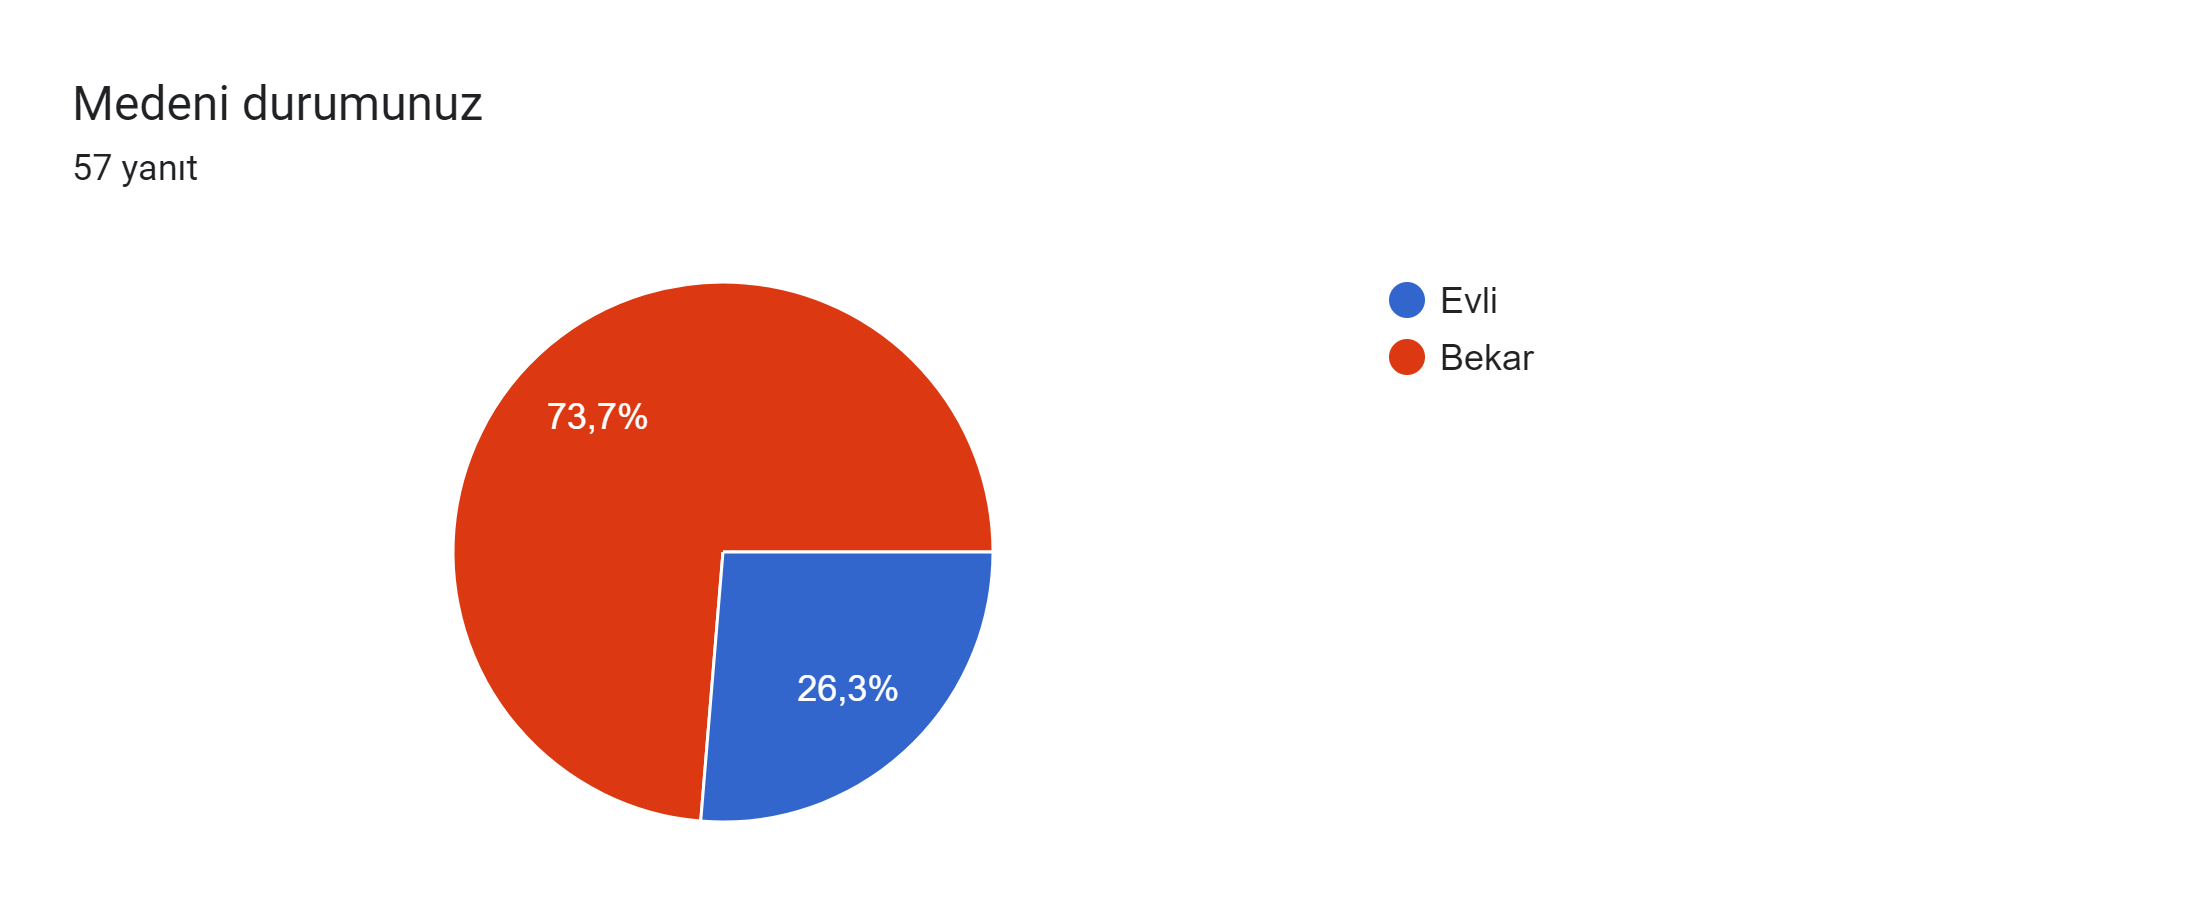 Medeni durumunuz
57 yanıt
Evli
Bekar
73,7%
26,3%